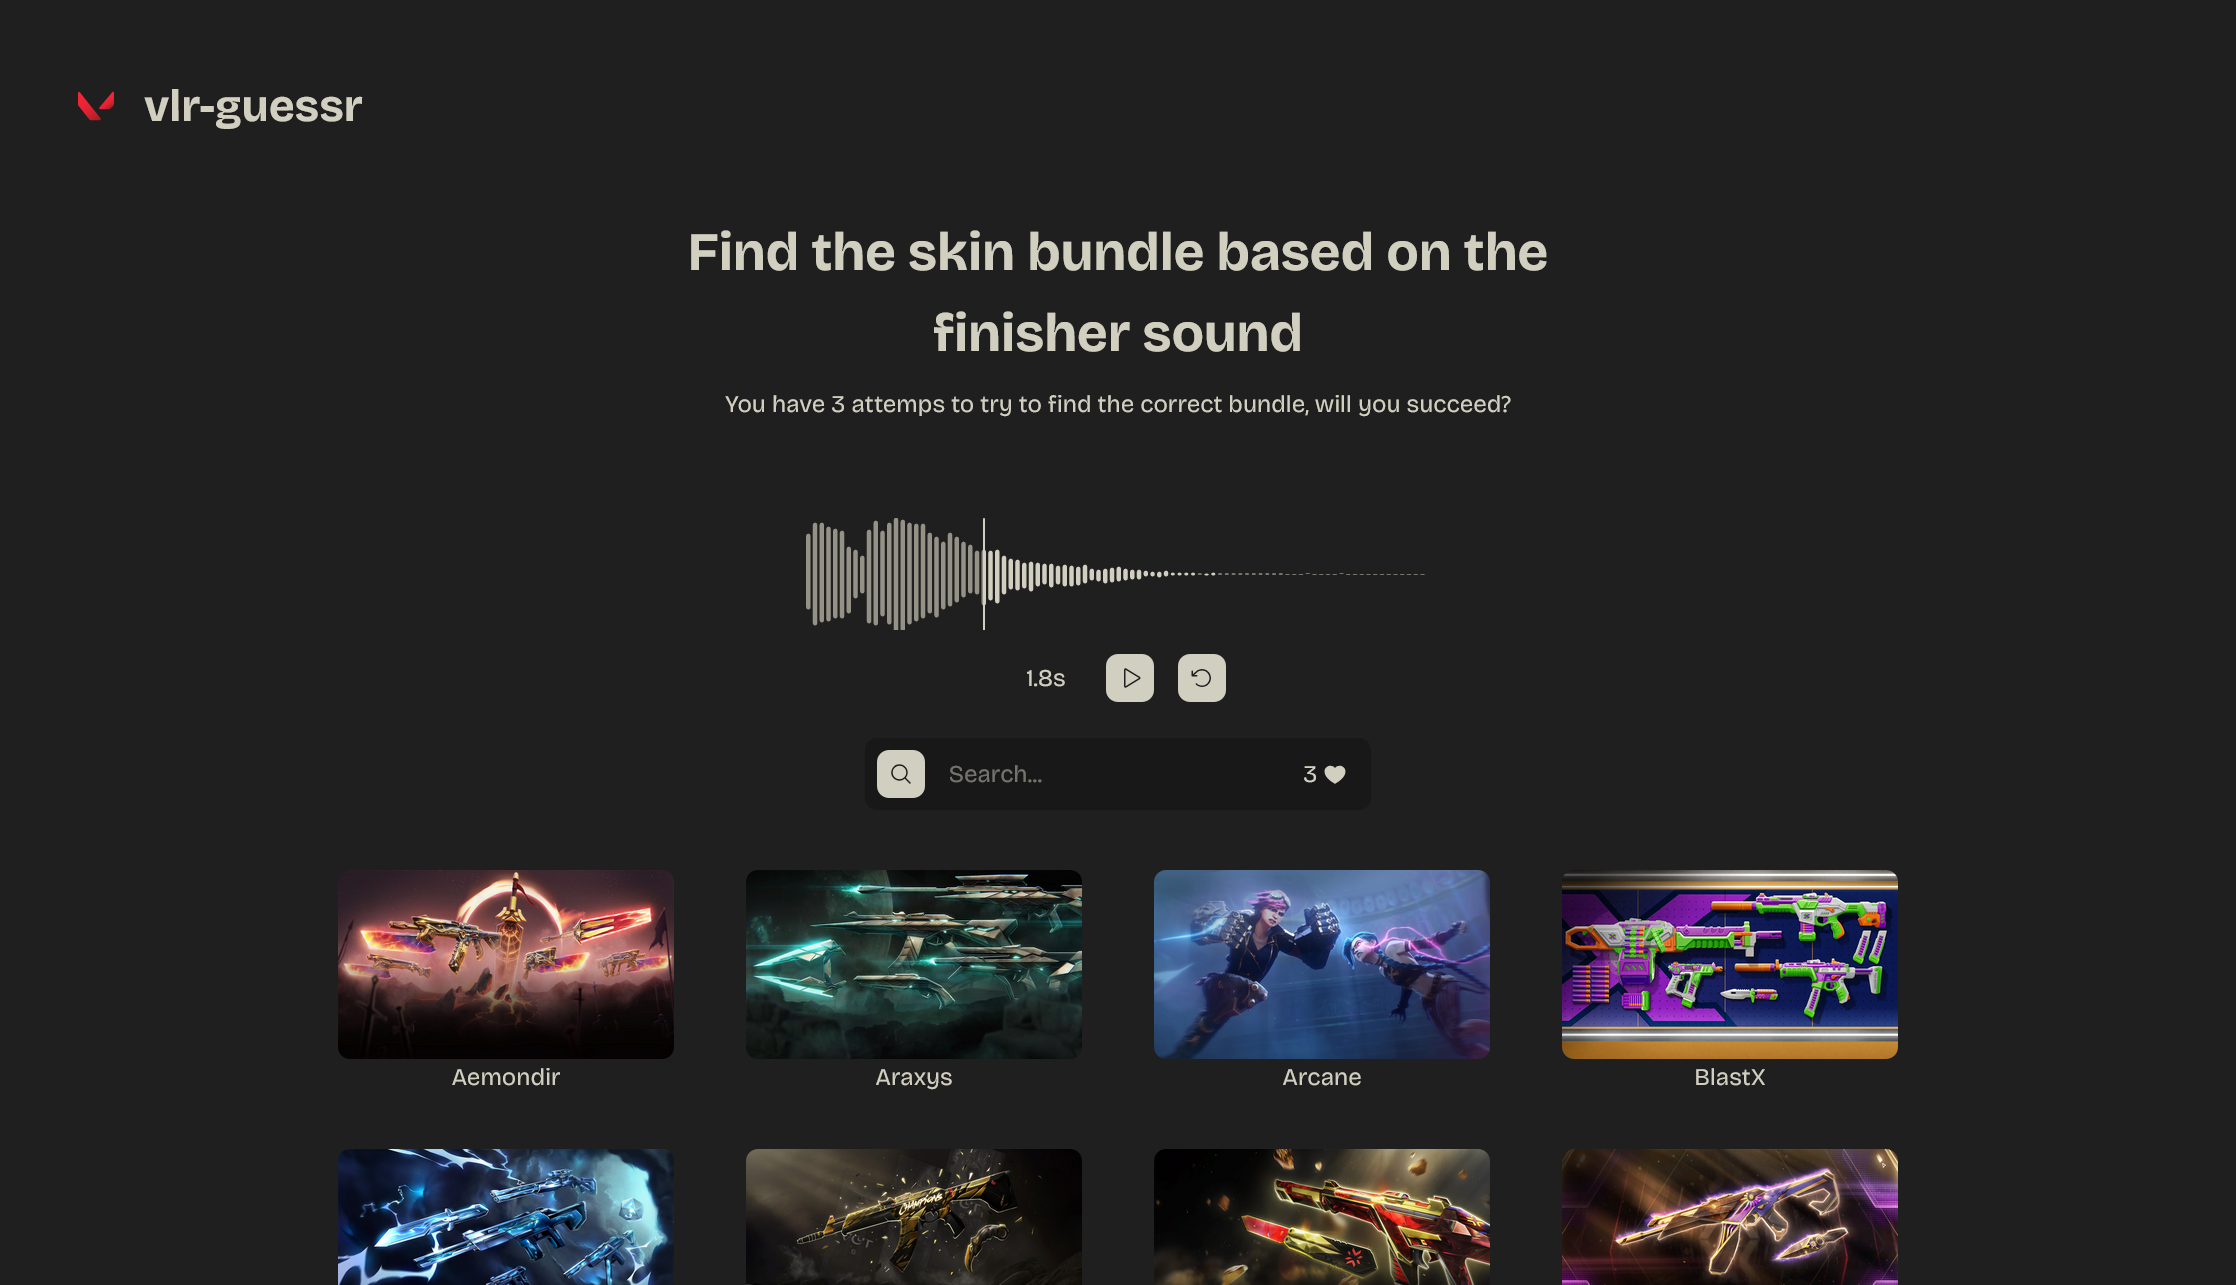 vlr-guessr
Find the skin bundle based on the
finisher sound
You have 3 attemps to try to find the correct bundle, will you succeed?
1.8s
Search...
3
Aemondir
Araxys
Arcane
BlastX
CHAMPIONS